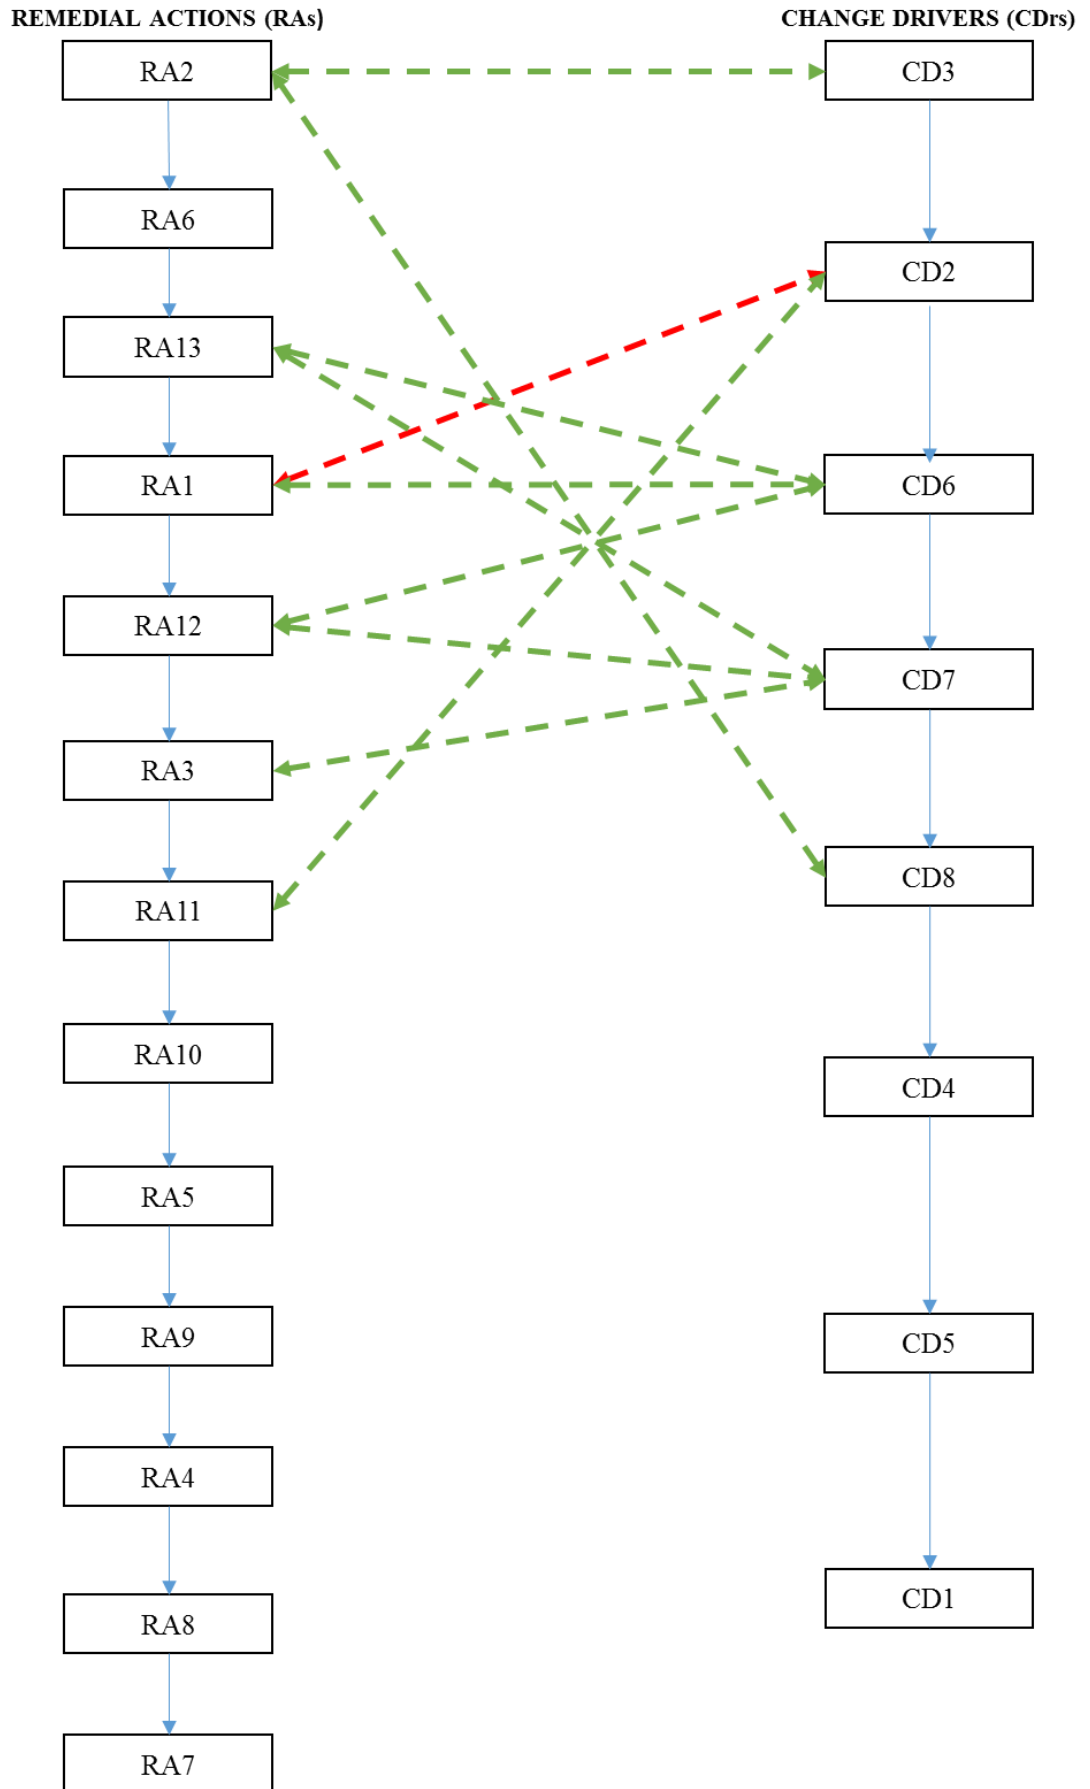 REMEDIAL ACTIONS (RAs)
CHANGE DRIVERS (CDrs)
RA2
CD3
RA6
CD2
RA13
RA1
CD6
RA12
CD7
RA3
CD8
RA11
RA10
CD4
RA5
RA9
CD5
RA4
CD1
RA8
RA7